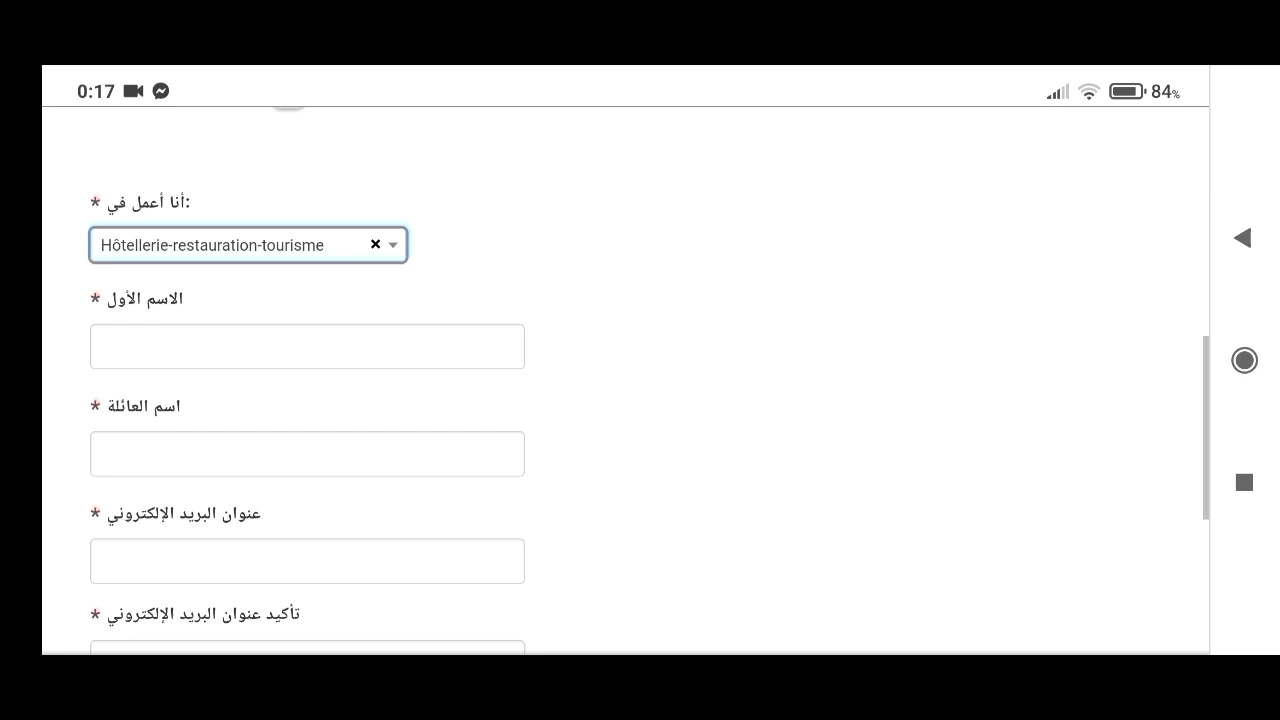 0:17
84%
أنا أعمل في: *
Hôtellerie-restauration-tourisme
الاسم الأول *
اسم العائلة *
عنوان البريد الإلكتروني *
تأكيد عنوان البريد الإلكتروني *